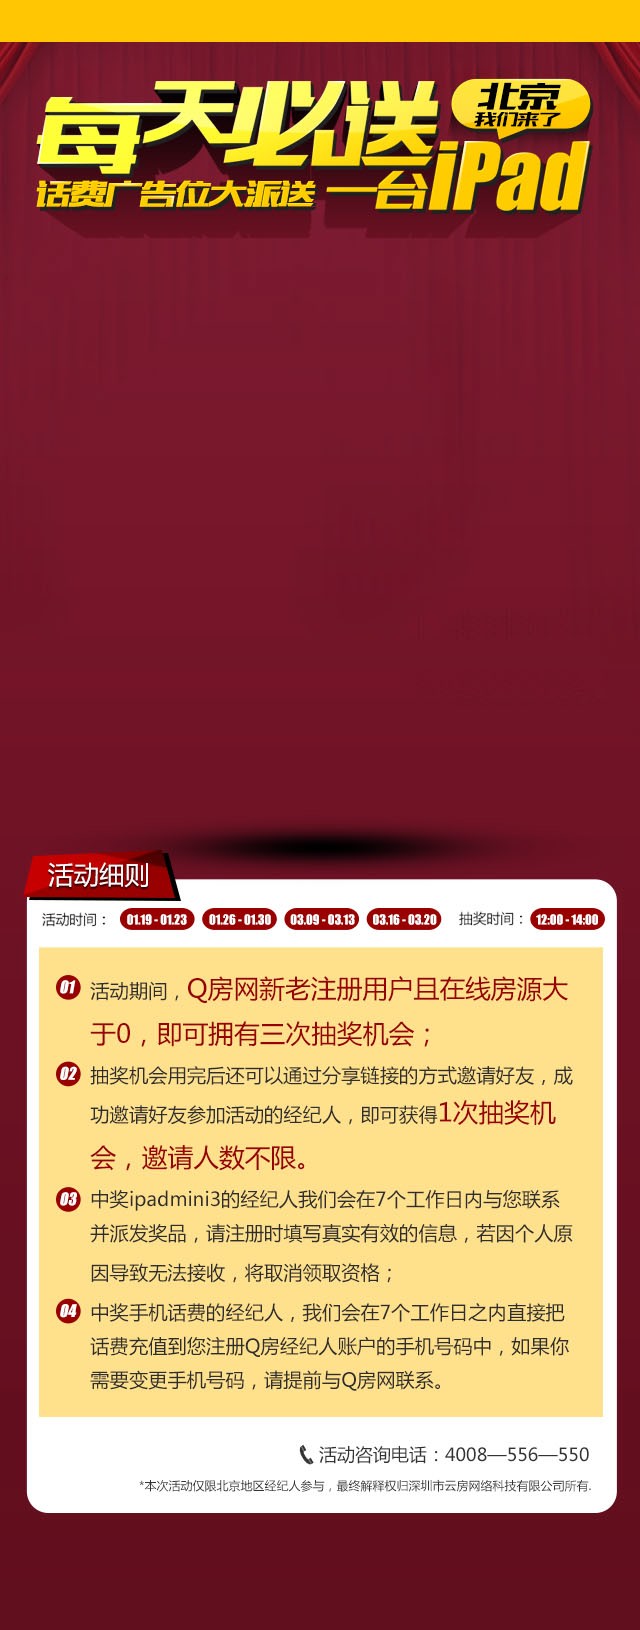 每天必送
北京
我们来了
话费广告位大派送 一台iPad
活动细则
活动时间： 01.19 - 01.23 01.26 - 01.30 03.09 - 03.13 03.16 - 03.20 抽奖时间： 12:00 - 14:00
01 活动期间，Q房网新老注册用户且在线房源大
于0，即可拥有三次抽奖机会；
02 抽奖机会用完后还可以通过分享链接的方式邀请好友，成
功邀请好友参加活动的经纪人，即可获得1次抽奖机
会，邀请人数不限。
03 中奖ipadmini3的经纪人我们会在7个工作日内与您联系
并派发奖品，请注册时填写真实有效的信息，若因个人原
因导致无法接收，将取消领取资格；
04 中奖手机话费的经纪人，我们会在7个工作日之内直接把
话费充值到您注册Q房经纪人账户的手机号码中，如果你
需要变更手机号码，请提前与Q房网联系。
活动咨询电话：4008—556—550
*本次活动仅限北京地区经纪人参与，最终解释权归深圳市云房网络科技有限公司所有.